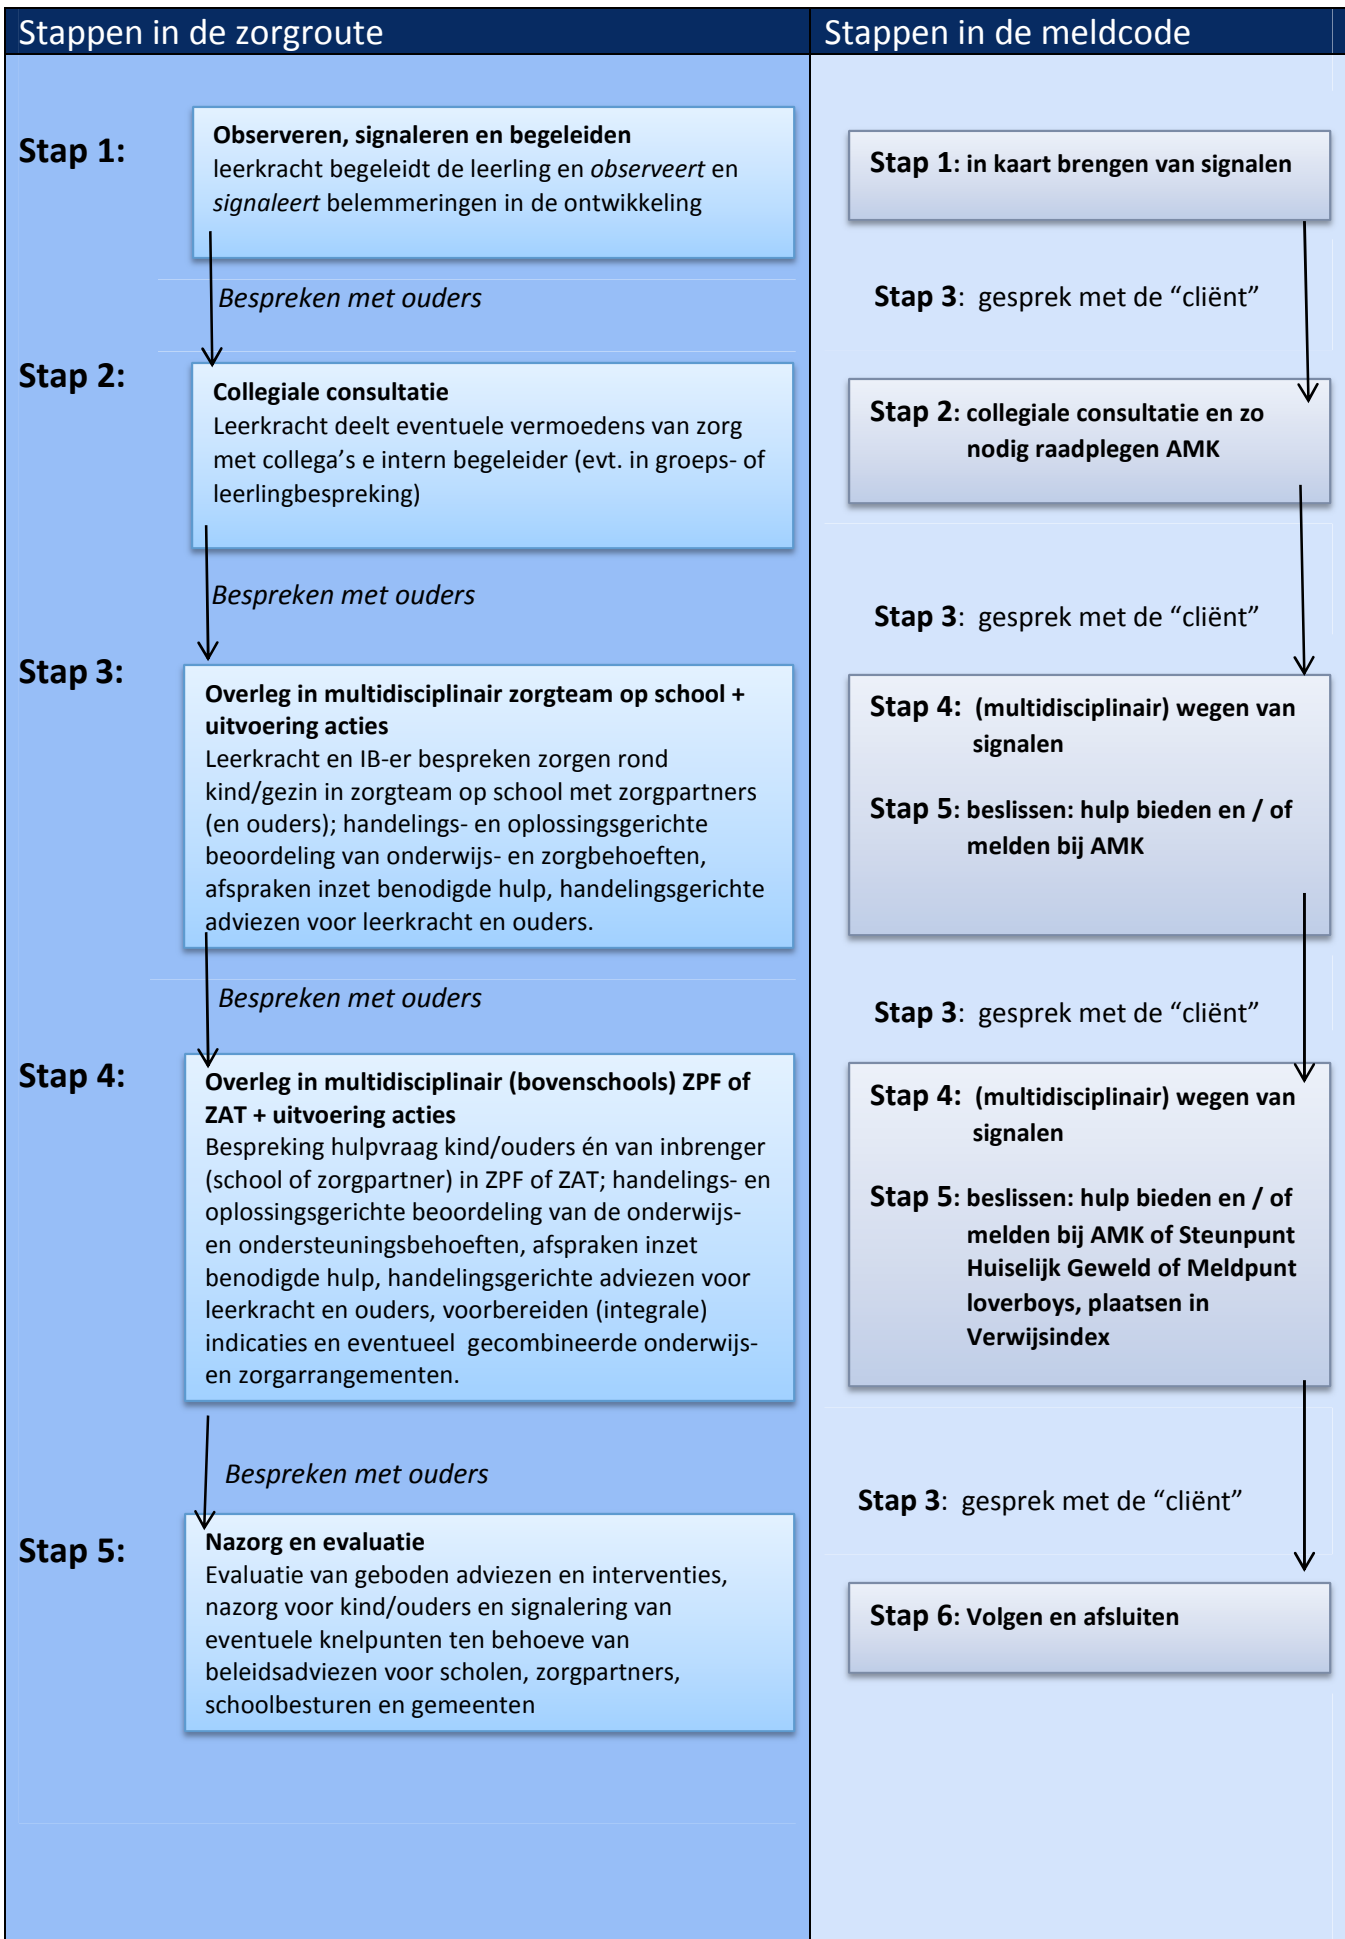 Stappen in de zorgroute
Stap 1:
Observeren, signaleren en begeleiden
leerkracht begeleidt de leerling en observeert en
signaleert belemmeringen in de ontwikkeling
Bespreken met ouders
Stap 2:
Collegiale consultatie
Leerkracht deelt eventuele vermoedens van zorg
met collega’s e intern begeleider (evt. in groeps- of
leerlingbespreking)
Bespreken met ouders
Stap 3:
Overleg in multidisciplinair zorgteam op school +
uitvoering acties
Leerkracht en IB-er bespreken zorgen rond
kind/gezin in zorgteam op school met zorgpartners
(en ouders); handelings- en oplossingsgerichte
beoordeling van onderwijs- en zorgbehoeften,
afspraken inzet benodigde hulp, handelingsgerichte
adviezen voor leerkracht en ouders.
Bespreken met ouders
Stap 4:
Overleg in multidisciplinair (bovenschools) ZPF of
ZAT + uitvoering acties
Bespreking hulpvraag kind/ouders én van inbrenger
(school of zorgpartner) in ZPF of ZAT; handelings- en
oplossingsgerichte beoordeling van de onderwijs-
en ondersteuningsbehoeften, afspraken inzet
benodigde hulp, handelingsgerichte adviezen voor
leerkracht en ouders, voorbereiden (integrale)
indicaties en eventueel  gecombineerde onderwijs-
en zorgarrangementen.
Bespreken met ouders
Stap 5:
Nazorg en evaluatie
Evaluatie van geboden adviezen en interventies,
nazorg voor kind/ouders en signalering van
eventuele knelpunten ten behoeve van
beleidsadviezen voor scholen, zorgpartners,
schoolbesturen en gemeenten
Stappen in de meldcode
Stap 1: in kaart brengen van signalen
Stap 3:  gesprek met de “cliënt”
Stap 2: collegiale consultatie en zo
nodig raadplegen AMK
Stap 3:  gesprek met de “cliënt”
Stap 4:  (multidisciplinair) wegen van
signalen
Stap 5: beslissen: hulp bieden en / of
melden bij AMK
Stap 3:  gesprek met de “cliënt”
Stap 4:  (multidisciplinair) wegen van
signalen
Stap 5: beslissen: hulp bieden en / of
melden bij AMK of Steunpunt
Huiselijk Geweld of Meldpunt
loverboys, plaatsen in
Verwijsindex
Stap 3:  gesprek met de “cliënt”
Stap 6: Volgen en afsluiten